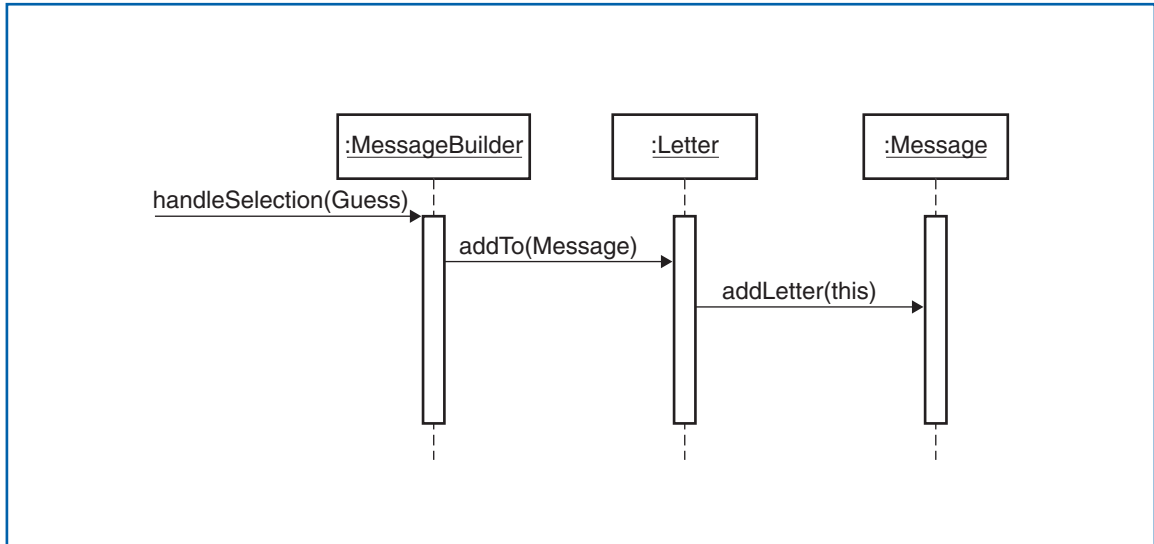 :MessageBuilder
:Letter
:Message
handleSelection(Guess)
addTo(Message)
addLetter(this)